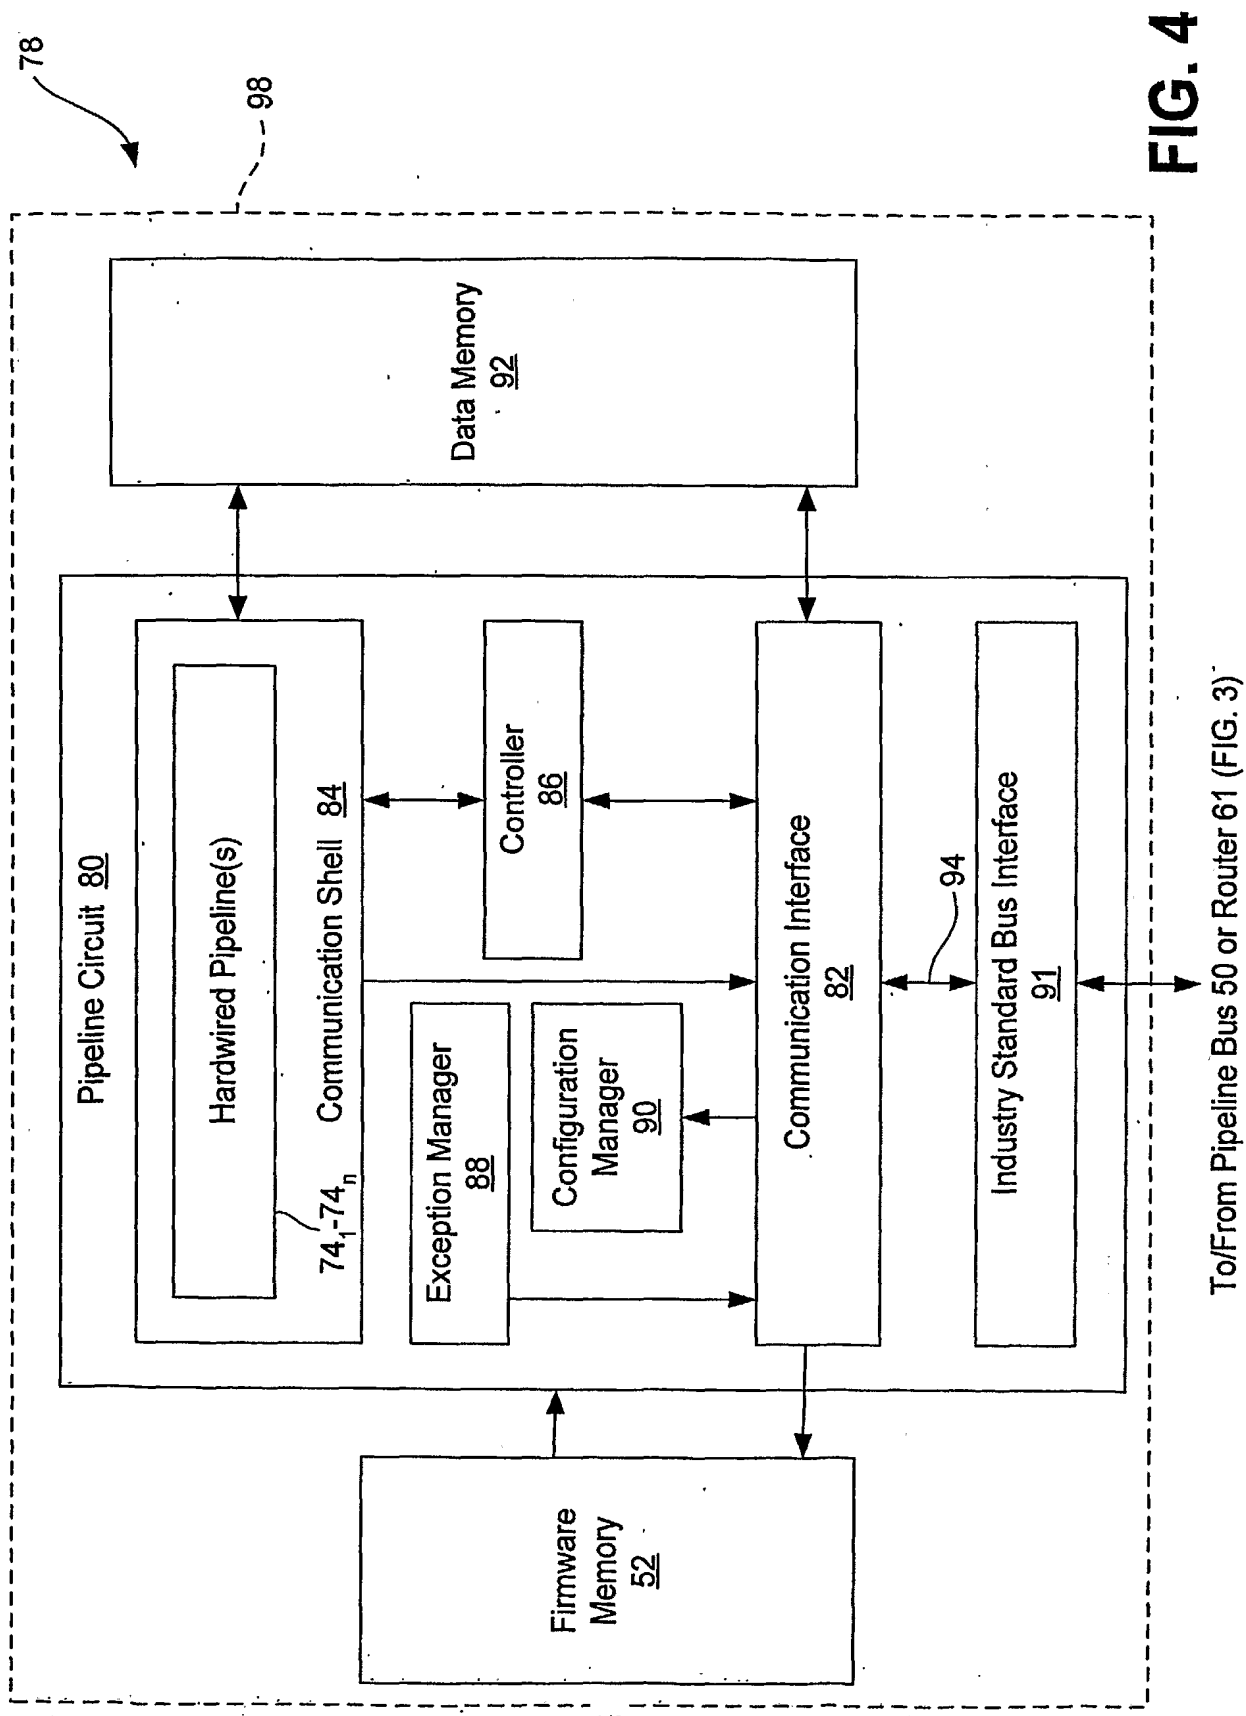 78
98
Pipeline Circuit 80
Hardwired Pipeline(s)
74₁-74ₙ
Communication Shell 84
Exception Manager
88
Controller
86
Configuration
Manager
90
Firmware
Memory
52
Data Memory
92
Communication Interface
82
94
Industry Standard Bus Interface
91
To/From Pipeline Bus 50 or Router 61 (FIG. 3)
FIG. 4